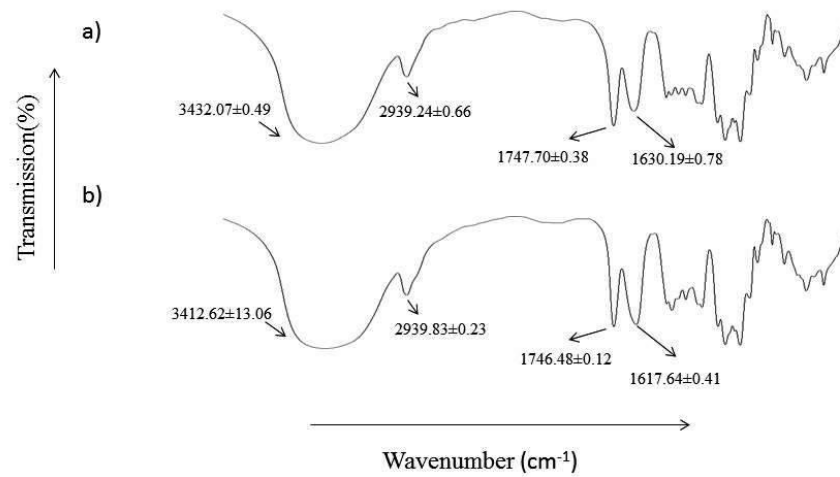 a)
3432.07±0.49
2939.24±0.66
1747.70±0.38
1630.19±0.78
Transmission(%)
b)
3412.62±13.06
2939.83±0.23
1746.48±0.12
1617.64±0.41
Wavenumber (cm-1)